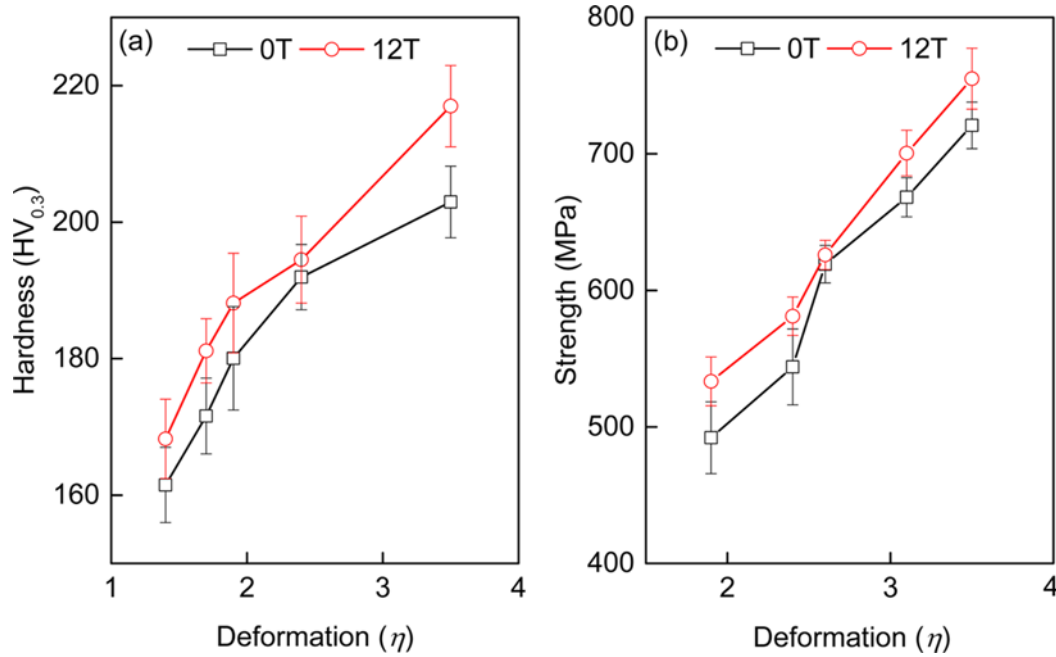 (a)
0T
12T
Hardness (HV0.3)
220
200
180
160
1
2
3
4
Deformation (η)
(b)
0T
12T
Strength (MPa)
800
700
600
500
400
2
3
4
Deformation (η)